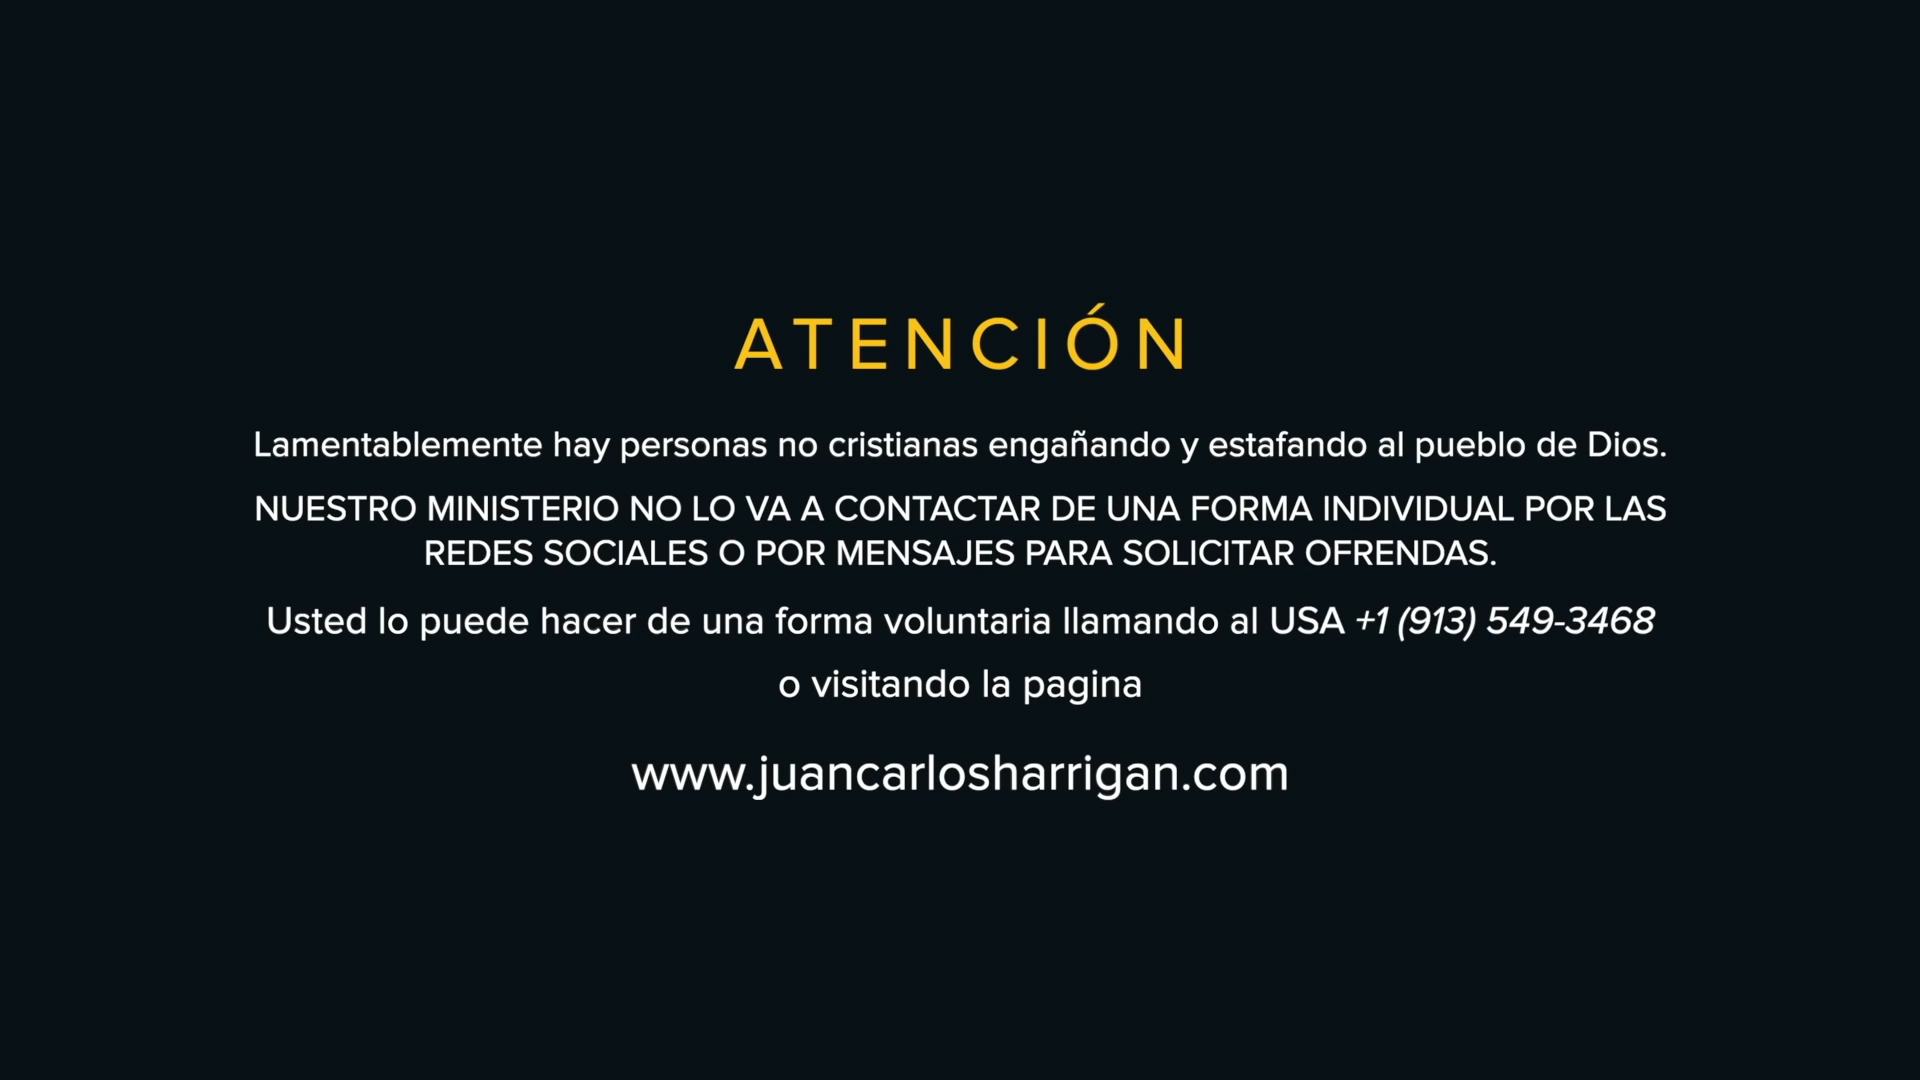 ATENCIÓN
Lamentablemente hay personas no cristianas engañando y estafando al pueblo de Dios.
NUESTRO MINISTERIO NO LO VA A CONTACTAR DE UNA FORMA INDIVIDUAL POR LAS
REDES SOCIALES O POR MENSAJES PARA SOLICITAR OFRENDAS.
Usted lo puede hacer de una forma voluntaria llamando al USA +1 (913) 549-3468
o visitando la pagina
www.juancarlosharrigan.com